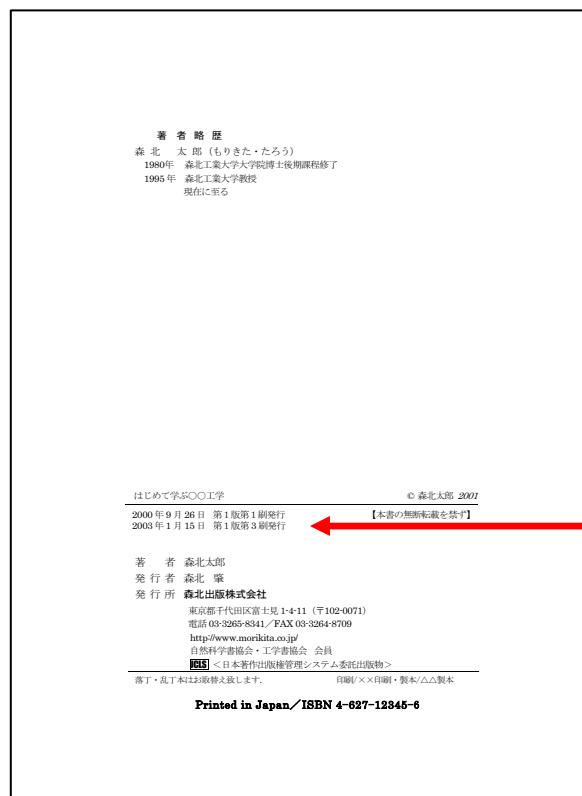 著者略歴
森北 太郎（もりきた・たろう）
1980年 森北工業大学大学院博士後期課程修了
1995年 森北工業大学教授
現在に至る
はじめて学ぶ○○工学 © 森北太郎 2001
2000年9月26日 第1版第1刷発行 【本書の無断転載を禁ず】
2003年1月15日 第1版第3刷発行
著者 森北太郎
発行者 森北 肇
発行所 森北出版株式会社
東京都千代田区富士見 1-4-11（〒102-0071）
電話 03-3265-8341／FAX 03-3264-8709
http://www.morikita.co.jp/
自然科学書協会・工学書協会 会員
JCLS ＜日本著作出版権管理システム委託出版物＞
落丁・乱丁本はお取替え致します． 印刷/××印刷・製本/△△製本
Printed in Japan／ISBN 4-627-12345-6